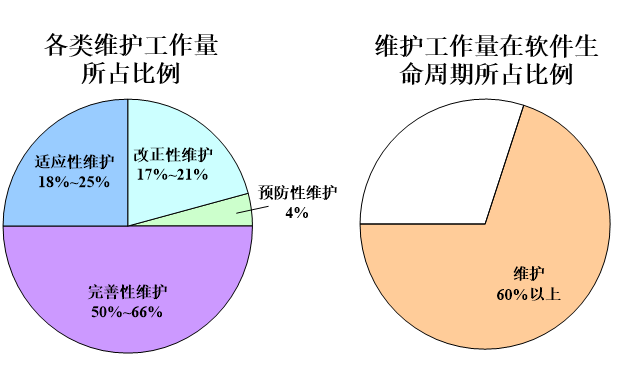 各类维护工作量
所占比例
适应性维护
18%~25%
改正性维护
17%~21%
预防性维护
4%
完善性维护
50%~66%
维护工作量在软件生
命周期所占比例
维护
60%以上